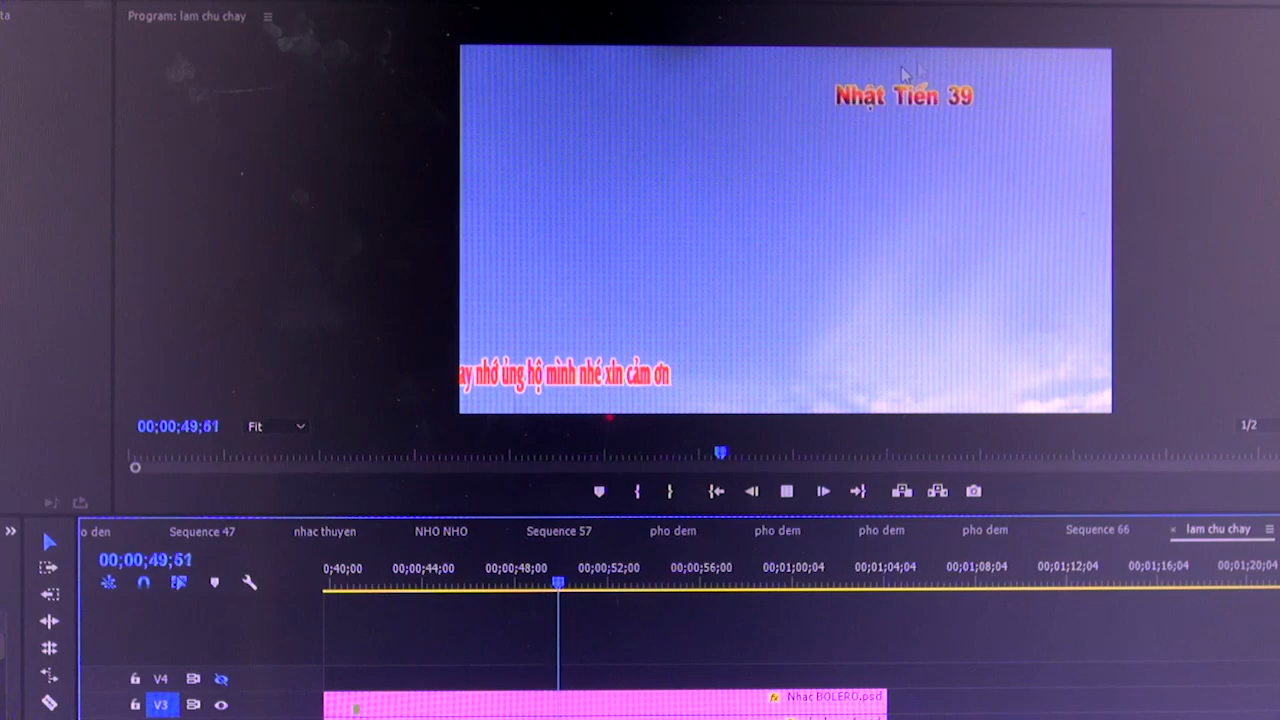 ta
Program: lam chu chay
Nhật Tiến 39
ay nhớ ủng hộ mình nhé xin cảm ơn
00;00;49;51
Fit
1/2
o den
Sequence 47
nhac thuyen
NHO NHO
Sequence 57
pho dem
pho dem
pho dem
pho dem
Sequence 66
× lam chu chay
00;00;49;51
0;40;00
00;00;44;00
00;00;48;00
00;00;52;00
00;00;56;00
00;01;00;04
00;01;04;04
00;01;08;04
00;01;12;04
00;01;16;04
00;01;20;04
V4
V3
fx Nhac BOLERO.psd